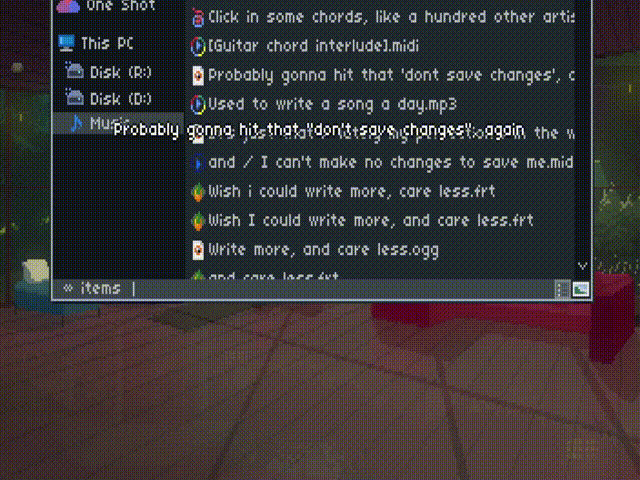 One Shot
This PC
Disk (R:)
Disk (D:)
Music
Click in some chords, like a hundred other artis
[Guitar chord interlude].midi
Probably gonna hit that 'dont save changes', c
Used to write a song a day.mp3
Probably gonna hit that "don't save changes", again
and / I can't make no changes to save me.mid
Wish i could write more, care less.frt
Wish I could write more, and care less.frt
Write more, and care less.ogg
and care less.frt
∞ items |